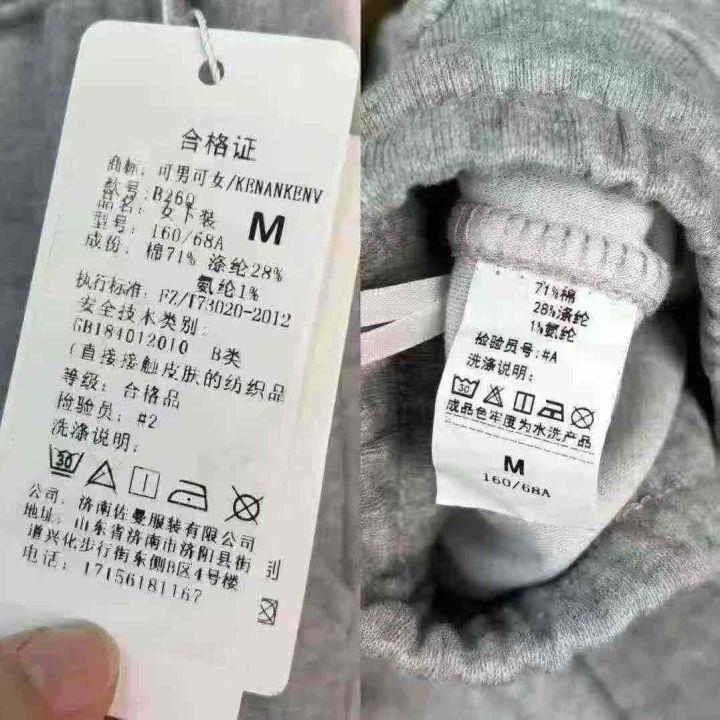 合格证
商标：可男可女/KENANKENV
款号：B260
品名：女下装
型号：160/68A
M
成份：棉71% 涤纶28%
氨纶1%
执行标准：FZ/T73020-2012
安全技术类别：
GB184012010 B类
(直接接触皮肤的纺织品
等级：合格品
检验员：#2
洗涤说明：
30
公司：济南佐曼服装有限公司
地址：山东省济南市济阳县街
道兴化步行街东侧B区4号楼
电话：17156181167
别
71%棉
28%涤纶
1%氨纶
检验员号:#A
洗涤说明：
30
成品色牢度为水洗产品
M
160/68A